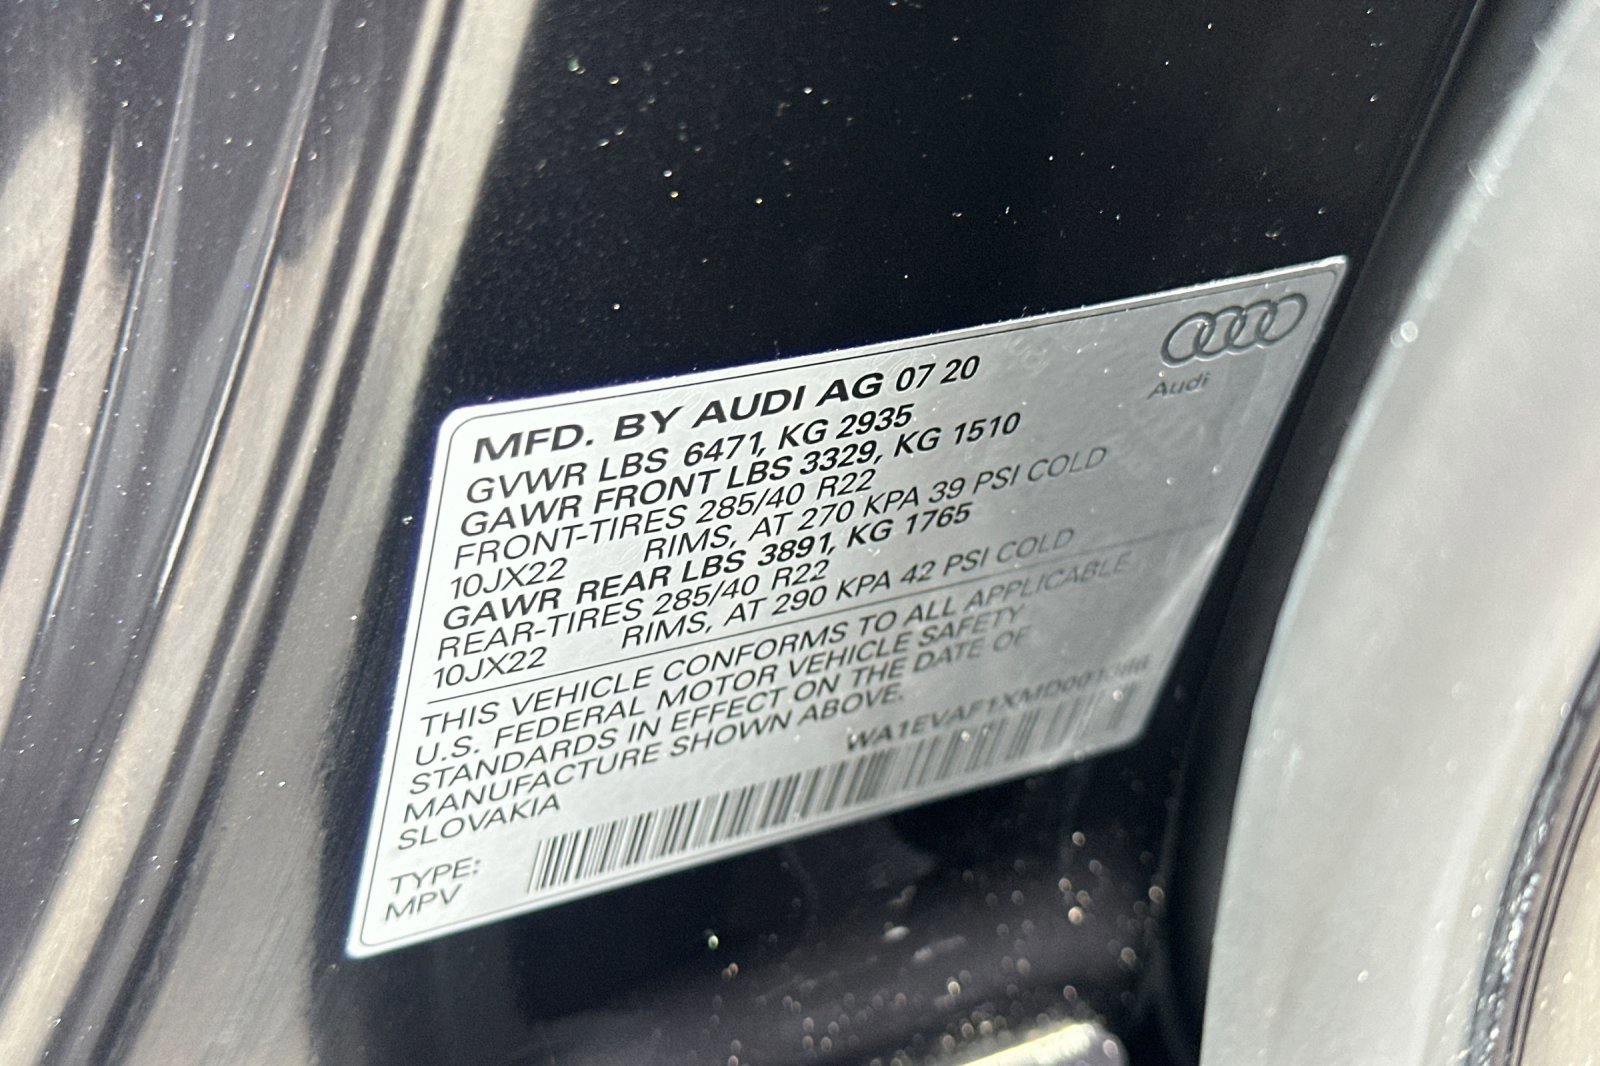 Audi
MFD. BY AUDI AG 07 20
GVWR LBS 6471, KG 2935
GAWR FRONT LBS 3329, KG 1510
FRONT-TIRES 285/40 R22
10JX22 RIMS, AT 270 KPA 39 PSI COLD
GAWR REAR LBS 3891, KG 1765
REAR-TIRES 285/40 R22
10JX22 RIMS, AT 290 KPA 42 PSI COLD
THIS VEHICLE CONFORMS TO ALL APPLICABLE
U.S. FEDERAL MOTOR VEHICLE SAFETY
STANDARDS IN EFFECT ON THE DATE OF
MANUFACTURE SHOWN ABOVE.
SLOVAKIA
TYPE:
MPV